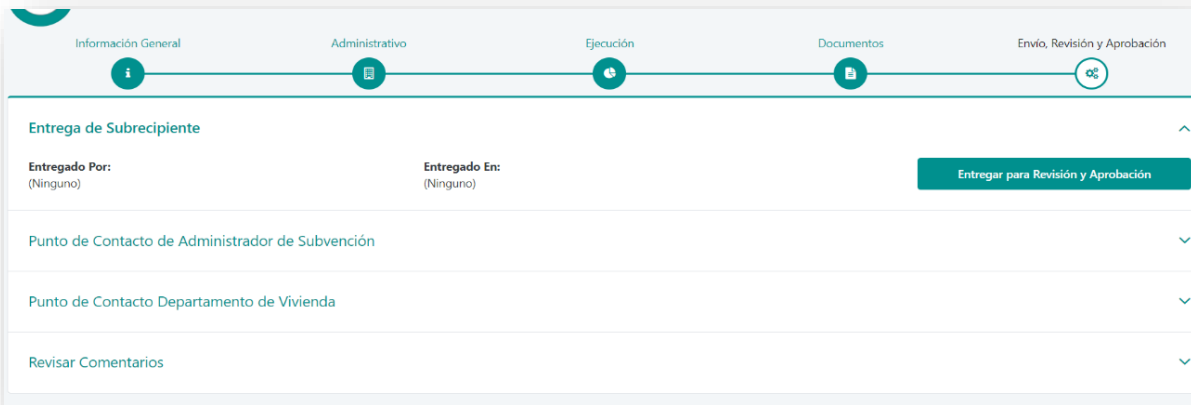 Información General
Administrativo
Ejecución
Documentos
Envío, Revisión y Aprobación
Entrega de Subrecipiente
Entregado Por:
(Ninguno)
Entregado En:
(Ninguno)
Entregar para Revisión y Aprobación
Punto de Contacto de Administrador de Subvención
Punto de Contacto Departamento de Vivienda
Revisar Comentarios